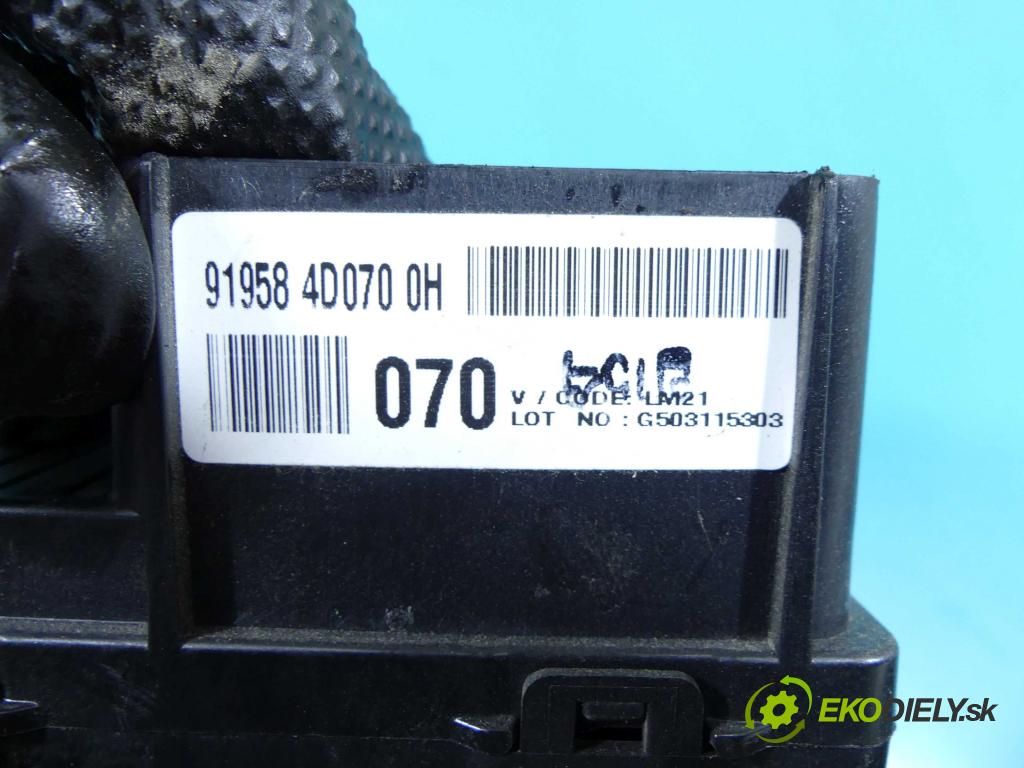 91958 4D070 0H
070
V / CODE: LM21
LOT NO : G503115303
EKODIELY.sk